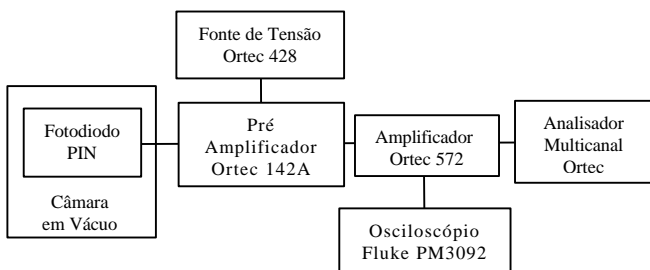 Fonte de Tensão
Ortec 428
Fotodiodo
PIN
Câmara
em Vácuo
Pré
Amplificador
Ortec 142A
Amplificador
Ortec 572
Analisador
Multicanal
Ortec
Osciloscópio
Fluke PM3092